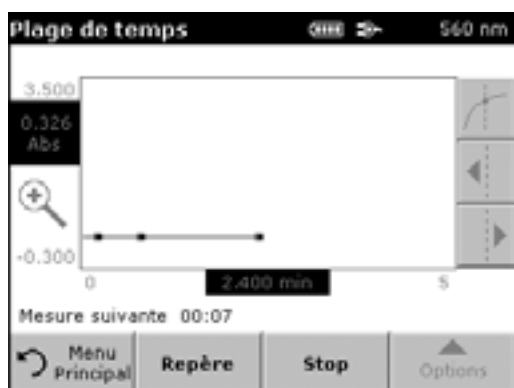 Plage de temps 560 nm
3.500
0.326
Abs
-0.300
0 2.400 min 5
Mesure suivante 00:07
Menu
Principal
Repère
Stop
Options